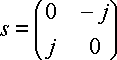 s = ( 0 − j
j 0 )